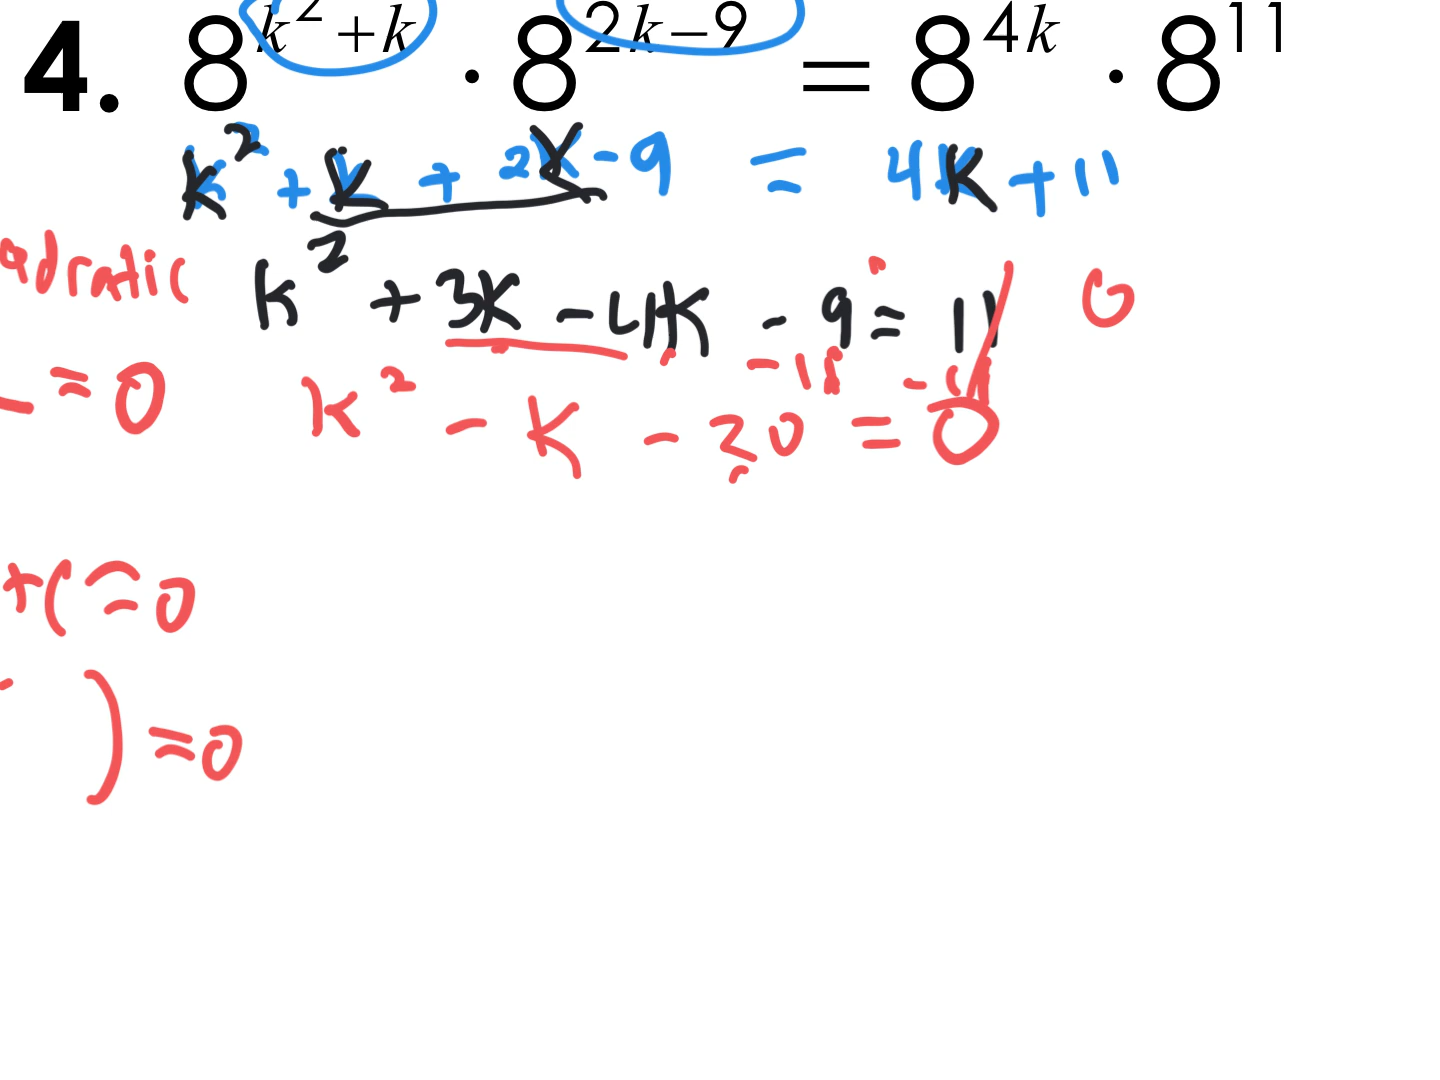 4. 8^{k²+k} · 8^{2k−9} = 8^{4k} · 8^{11}
k² + k + 2k - 9 = 4k + 11
adratic k² + 3k - 4k - 9 = 11 0
-11 -11
= 0 k² - k - 20 = 0
+c = 0
) = 0